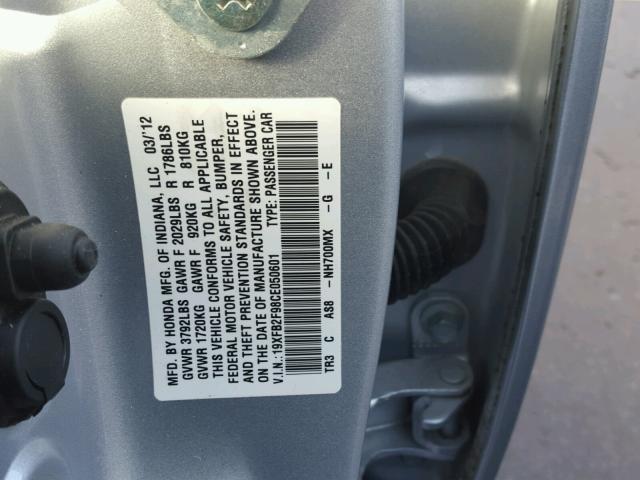 MFD. BY HONDA MFG. OF INDIANA, LLC 03/'12
GVWR 3792LBS GAWR F 2029LBS R 1786LBS
GVWR 1720KG GAWR F 920KG R 810KG
THIS VEHICLE CONFORMS TO ALL APPLICABLE
FEDERAL MOTOR VEHICLE SAFETY, BUMPER,
AND THEFT PREVENTION STANDARDS IN EFFECT
ON THE DATE OF MANUFACTURE SHOWN ABOVE.
V.I.N.:19XFB2F98CE050601 TYPE: PASSENGER CAR
TR3 C AS8 - NH700MX - G - E